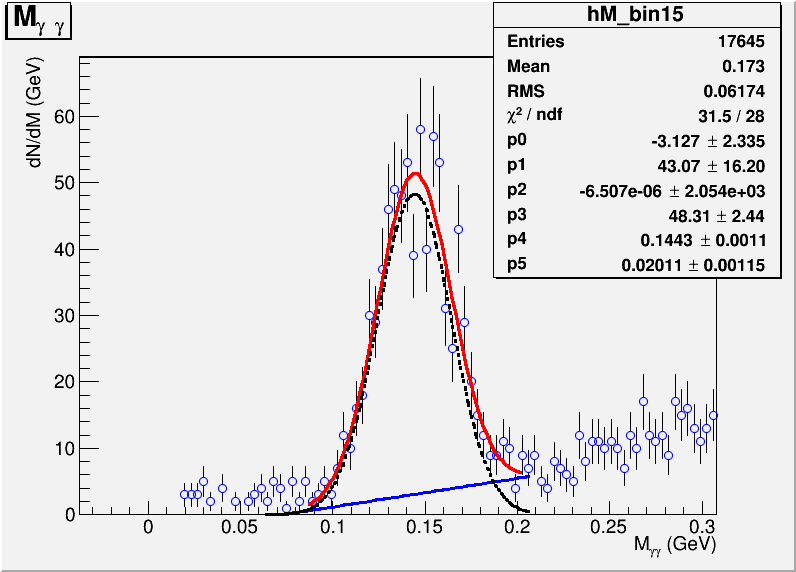 Mγ γ
hM_bin15
Entries 17645
Mean 0.173
RMS 0.06174
χ² / ndf 31.5 / 28
p0 -3.127 ± 2.335
p1 43.07 ± 16.20
p2 -6.507e-06 ± 2.054e+03
p3 48.31 ± 2.44
p4 0.1443 ± 0.0011
p5 0.02011 ± 0.00115
dN/dM (GeV)
60
50
40
30
20
10
0
0 0.05 0.1 0.15 0.2 0.25 0.3
Mγγ (GeV)